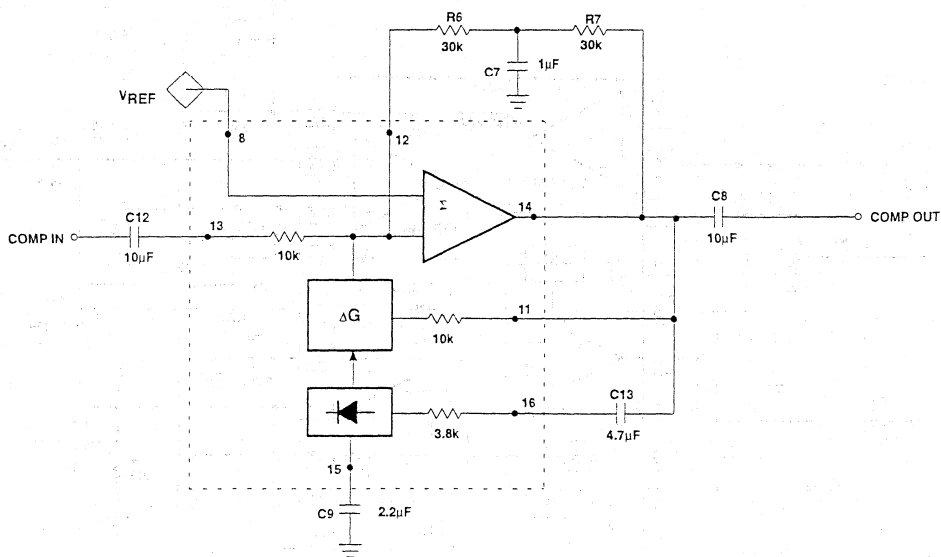 R6
30k
R7
30k
C7
1µF
VREF
8
12
C12
10µF
COMP IN
13
10k
Σ
14
C8
10µF
COMP OUT
ΔG
10k
11
3.8k
16
C13
4.7µF
15
C9
2.2µF